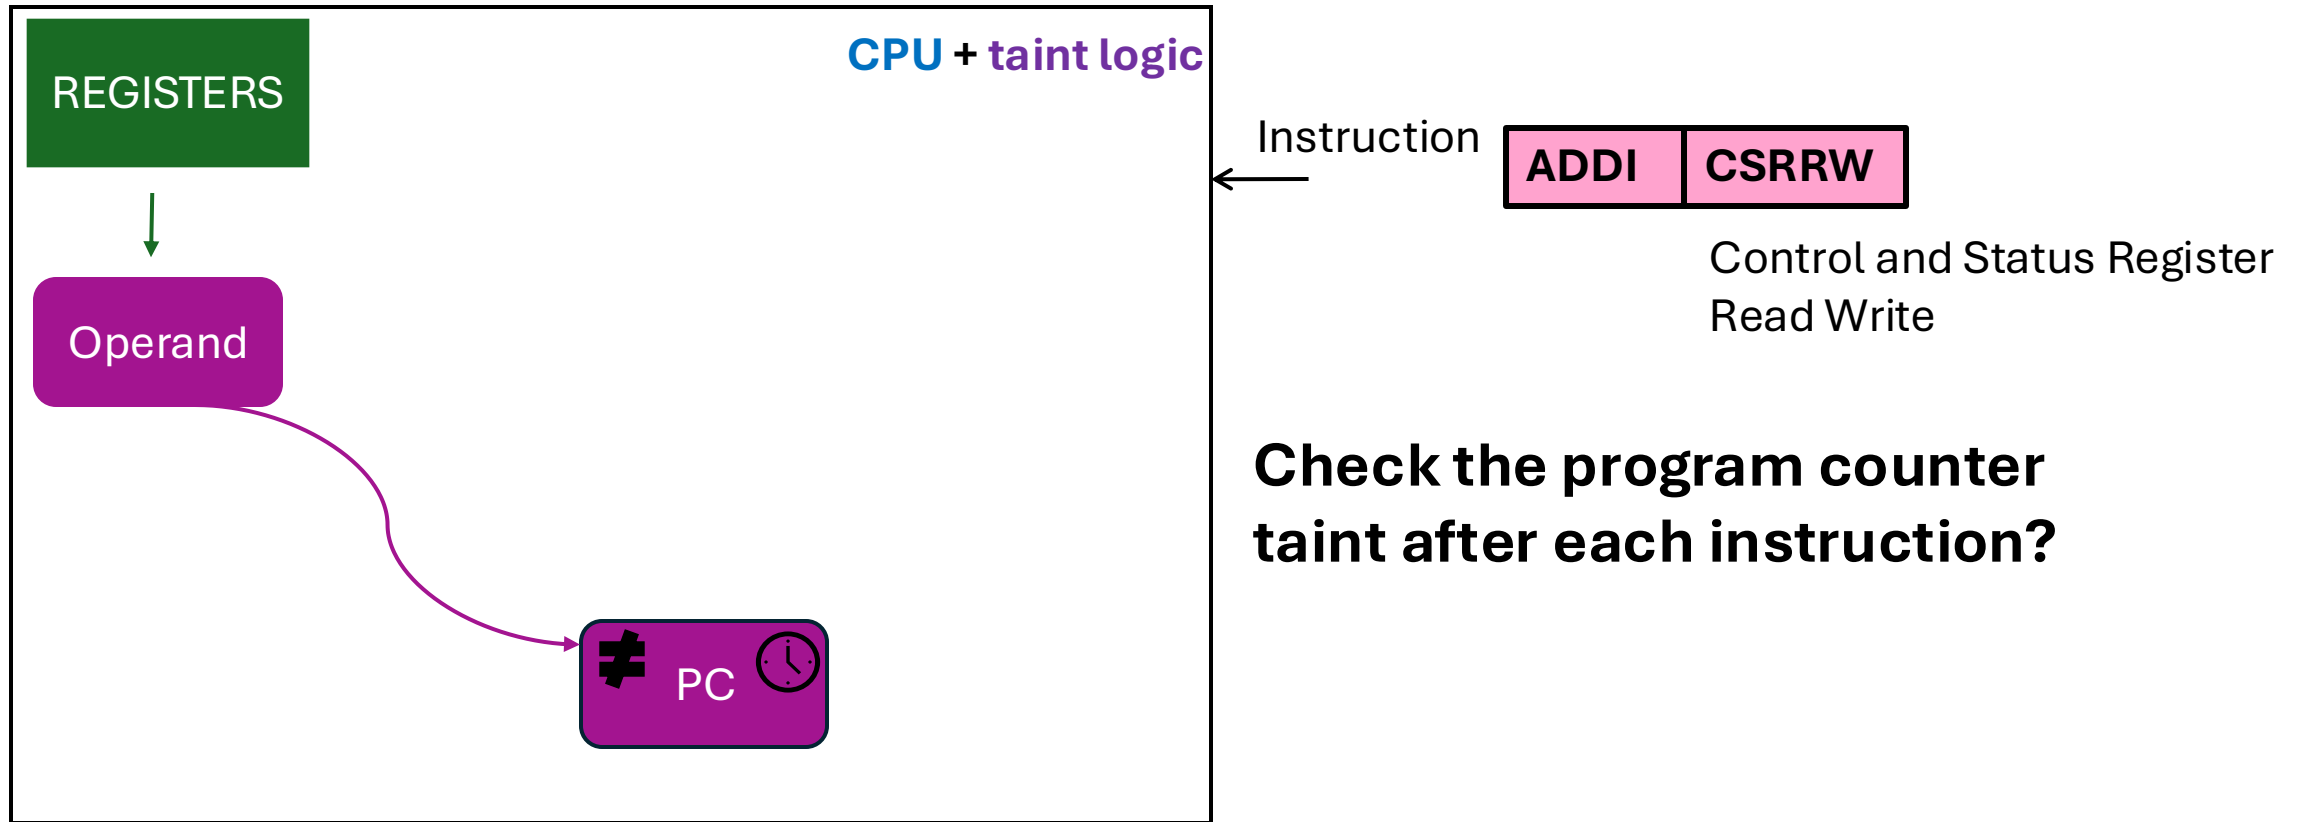 REGISTERS
CPU + taint logic
Instruction
ADDI
CSRRW
Control and Status Register
Read Write
Operand
Check the program counter
taint after each instruction?
≠
PC